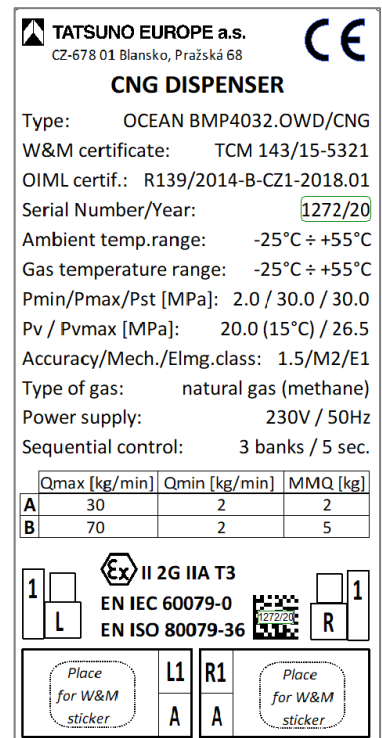 TATSUNO EUROPE a.s.
CZ-678 01 Blansko, Pražská 68
CE
CNG DISPENSER
Type: OCEAN BMP4032.OWD/CNG
W&M certificate: TCM 143/15-5321
OIML certif.: R139/2014-B-CZ1-2018.01
Serial Number/Year: 1272/20
Ambient temp.range: -25°C ÷ +55°C
Gas temperature range: -25°C ÷ +55°C
Pmin/Pmax/Pst [MPa]: 2.0 / 30.0 / 30.0
Pv / Pvmax [MPa]: 20.0 (15°C) / 26.5
Accuracy/Mech./Elmg.class: 1.5/M2/E1
Type of gas: natural gas (methane)
Power supply: 230V / 50Hz
Sequential control: 3 banks / 5 sec.
Qmax [kg/min] Qmin [kg/min] MMQ [kg]
A 30 2 2
B 70 2 5
Ex II 2G IIA T3
1 L
EN IEC 60079-0
EN ISO 80079-36
1272/20
R 1
Place for W&M sticker
L1 R1
A A
Place for W&M sticker